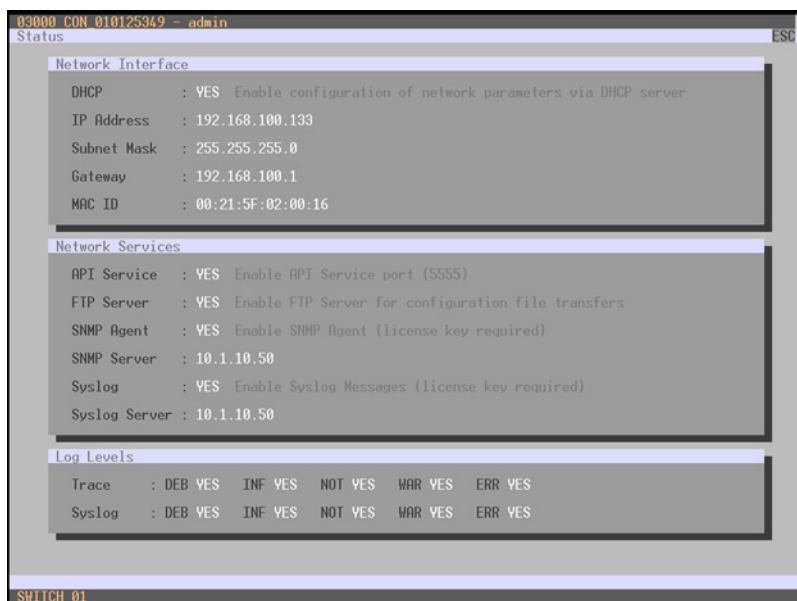 03000 CON_010125349 - admin
Status ESC
Network Interface
DHCP : YES Enable configuration of network parameters via DHCP server
IP Address : 192.168.100.133
Subnet Mask : 255.255.255.0
Gateway : 192.168.100.1
MAC ID : 00:21:5F:02:00:16
Network Services
API Service : YES Enable API Service port (5555)
FTP Server : YES Enable FTP Server for configuration file transfers
SNMP Agent : YES Enable SNMP Agent (license key required)
SNMP Server : 10.1.10.50
Syslog : YES Enable Syslog Messages (license key required)
Syslog Server : 10.1.10.50
Log Levels
Trace : DEB YES INF YES NOT YES WAR YES ERR YES
Syslog : DEB YES INF YES NOT YES WAR YES ERR YES
SWITCH_01